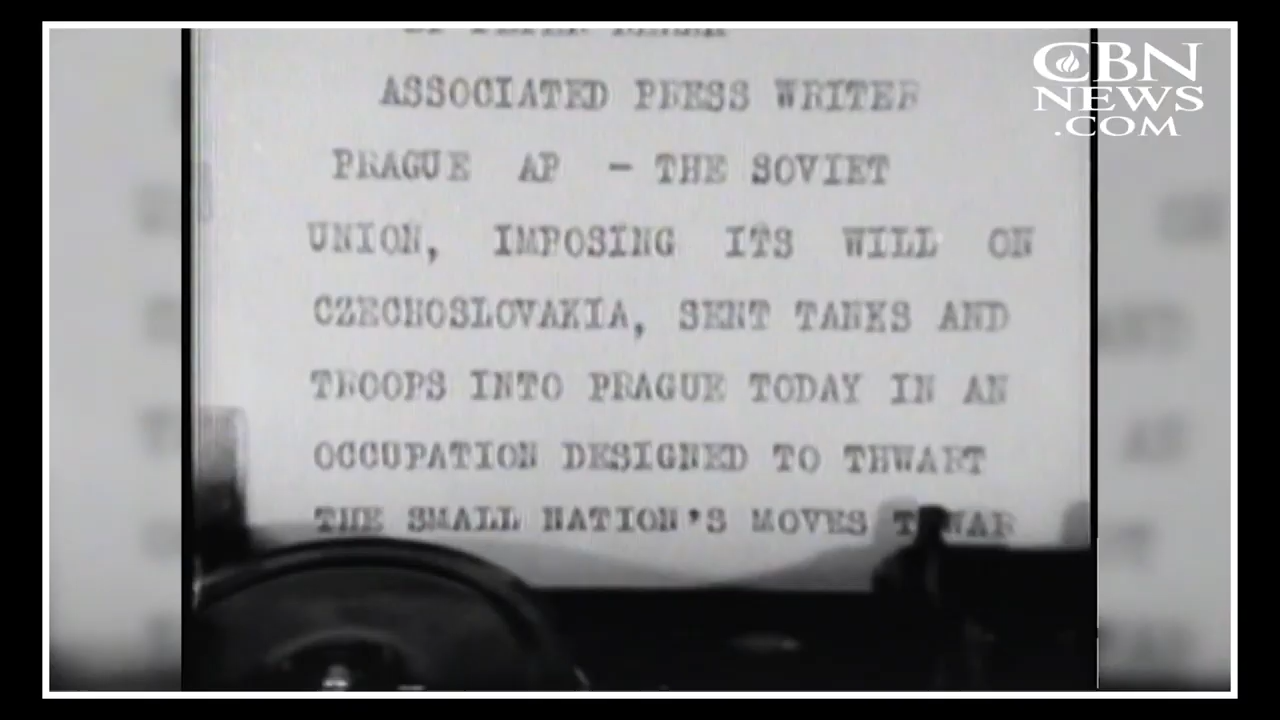 CBN
NEWS
.COM
ASSOCIATED PRESS WRITER
PRAGUE AP - THE SOVIET
UNION, IMPOSING ITS WILL ON
CZECHOSLOVAKIA, SENT TANKS AND
TROOPS INTO PRAGUE TODAY IN AN
OCCUPATION DESIGNED TO THWART
THE SMALL NATION'S MOVES